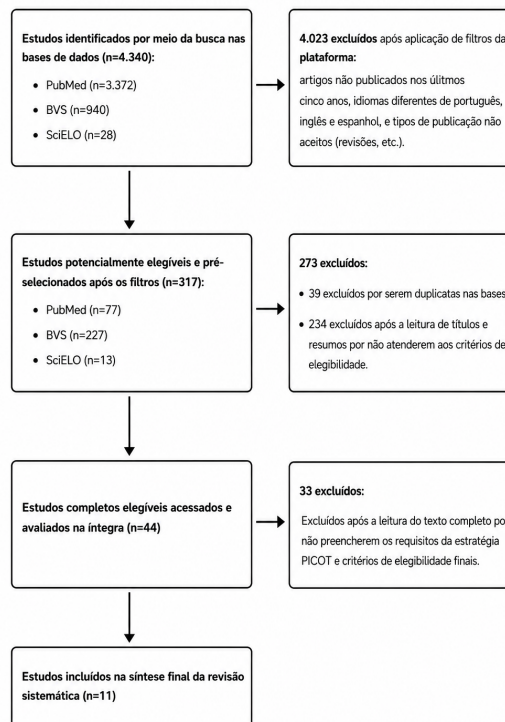 Estudos identificados por meio da busca nas
bases de dados (n=4.340):
• PubMed (n=3.372)
• BVS (n=940)
• SciELO (n=28)
4.023 excluídos após aplicação de filtros da
plataforma:
artigos não publicados nos úlitmos
cinco anos, idiomas diferentes de português,
inglês e espanhol, e tipos de publicação não
aceitos (revisões, etc.).
Estudos potencialmente elegíveis e pré-
selecionados após os filtros (n=317):
• PubMed (n=77)
• BVS (n=227)
• SciELO (n=13)
273 excluídos:
• 39 excluídos por serem duplicatas nas bases
• 234 excluídos após a leitura de títulos e
resumos por não atenderem aos critérios de
elegibilidade.
Estudos completos elegíveis acessados e
avaliados na íntegra (n=44)
33 excluídos:
Excluídos após a leitura do texto completo po
não preencherem os requisitos da estratégia
PICOT e critérios de elegibilidade finais.
Estudos incluídos na síntese final da revisão
sistemática (n=11)